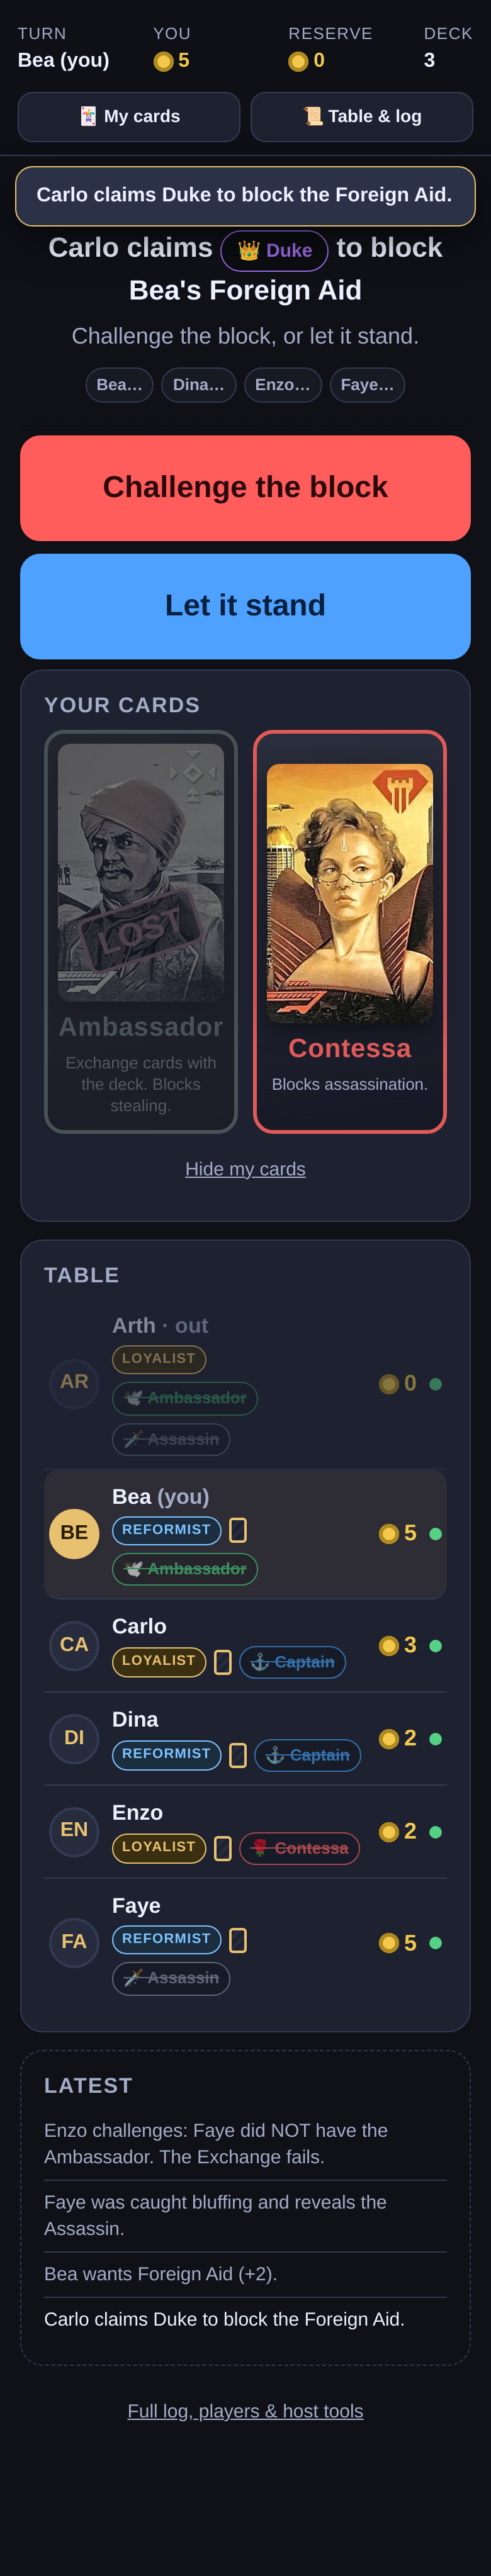 TURN YOU RESERVE DECK
Bea (you) 5 0 3
🃏 My cards 📜 Table & log
Carlo claims Duke to block the Foreign Aid.
Carlo claims 👑 Duke to block
Bea's Foreign Aid
Challenge the block, or let it stand.
Bea… Dina… Enzo… Faye…
Challenge the block
Let it stand
YOUR CARDS
LOST
Ambassador
Exchange cards with
the deck. Blocks
stealing.
Contessa
Blocks assassination.
Hide my cards
TABLE
AR
Arth · out
LOYALIST
🕊️ Ambassador
🗡️ Assassin
0
BE
Bea (you)
REFORMIST
🕊️ Ambassador
5
CA
Carlo
LOYALIST ⚓ Captain
3
DI
Dina
REFORMIST ⚓ Captain
2
EN
Enzo
LOYALIST 🌹 Contessa
2
FA
Faye
REFORMIST
🗡️ Assassin
5
LATEST
Enzo challenges: Faye did NOT have the
Ambassador. The Exchange fails.
Faye was caught bluffing and reveals the
Assassin.
Bea wants Foreign Aid (+2).
Carlo claims Duke to block the Foreign Aid.
Full log, players & host tools